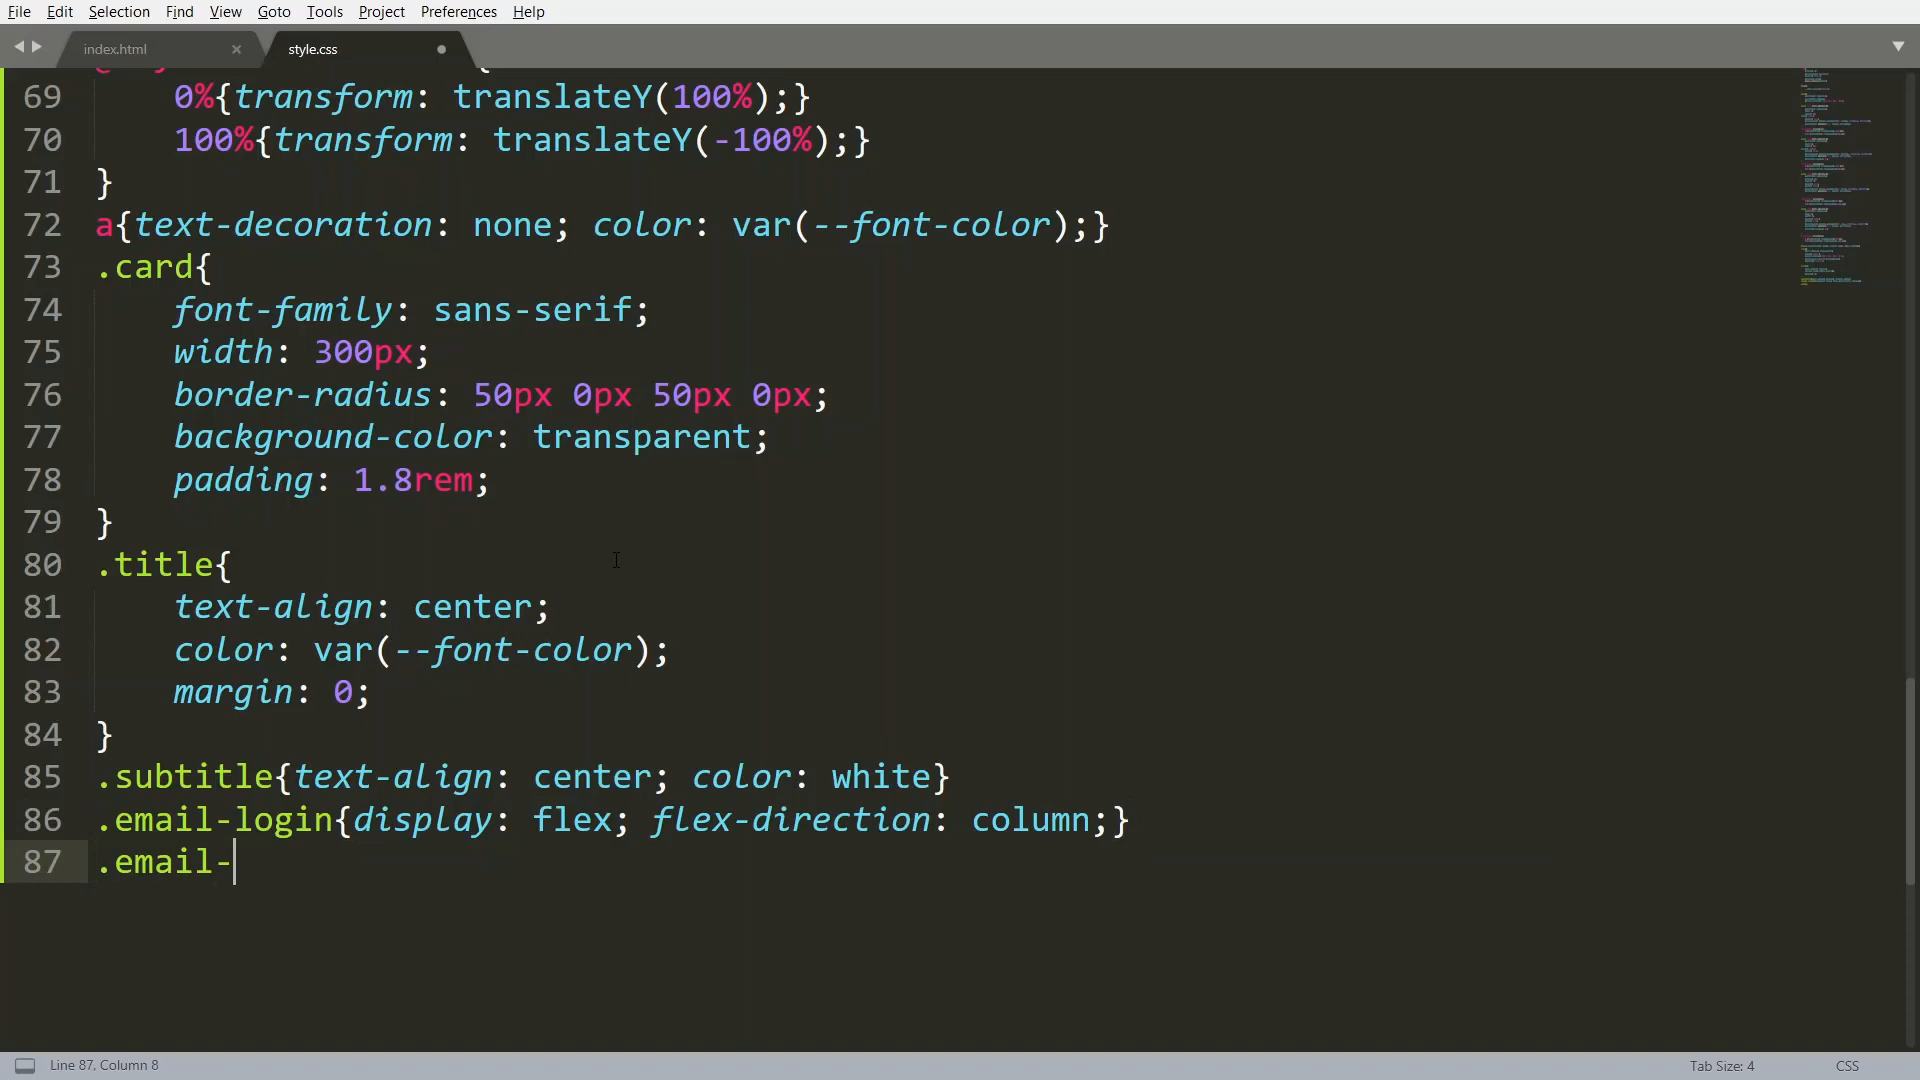 File Edit Selection Find View Goto Tools Project Preferences Help
index.html style.css
69 0%{transform: translateY(100%);}
70 100%{transform: translateY(-100%);}
71 }
72 a{text-decoration: none; color: var(--font-color);}
73 .card{
74 font-family: sans-serif;
75 width: 300px;
76 border-radius: 50px 0px 50px 0px;
77 background-color: transparent;
78 padding: 1.8rem;
79 }
80 .title{
81 text-align: center;
82 color: var(--font-color);
83 margin: 0;
84 }
85 .subtitle{text-align: center; color: white}
86 .email-login{display: flex; flex-direction: column;}
87 .email-
Line 87, Column 8 Tab Size: 4 CSS